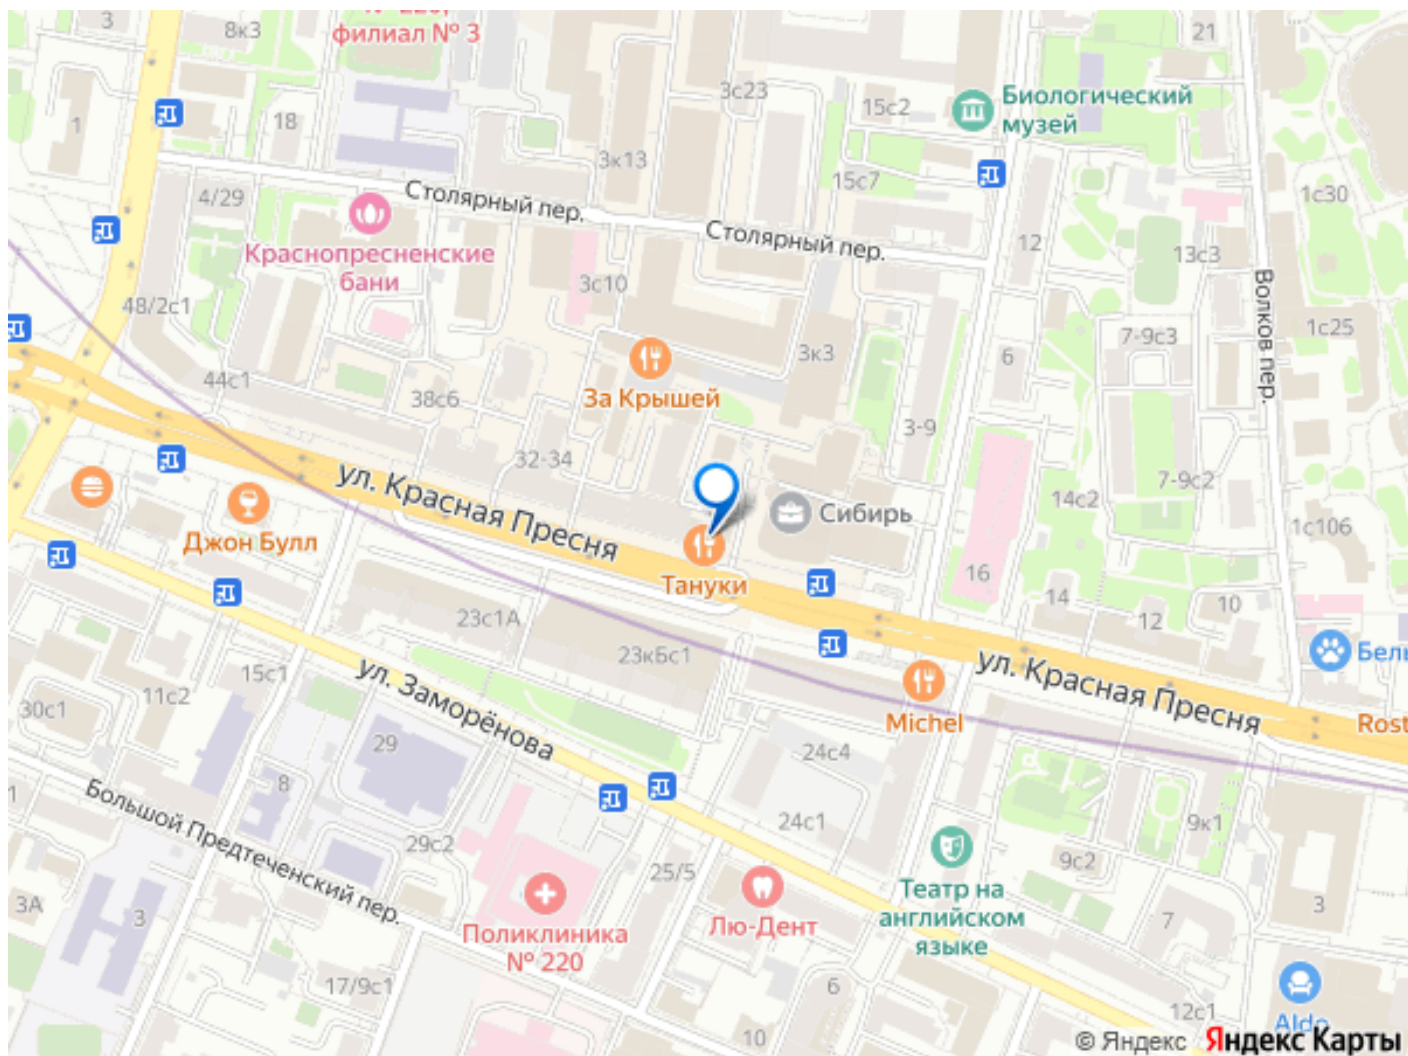 № 220,
филиал № 3
3
8к3
21
3с23
15с2
Биологический
музей
1
18
3к13
15с7
1с30
4/29
Столярный пер.
Столярный пер.
12
13с3
Краснопресненские
бани
3с10
Волков пер.
48/2с1
1с25
7-9с3
3к3
6
44с1
38с6
За Крышей
3-9
32-34
7-9с2
14с2
ул. Красная Пресня
Сибирь
1с106
Джон Булл
Тануки
16
14
10
12
23с1А
23кБс1
Бель
15с1
ул. Заморёнова
11с2
30с1
ул. Красная Пресня
Michel
Rost
29
24с4
8
1
Большой Предтеченский пер.
24с1
9к1
29с2
9с2
25/5
Театр на
английском
языке
3А
3
Лю-Дент
Поликлиника
№ 220
7
3
17/9с1
6
12с1
10
Aldo
© Яндекс Яндекс Карты